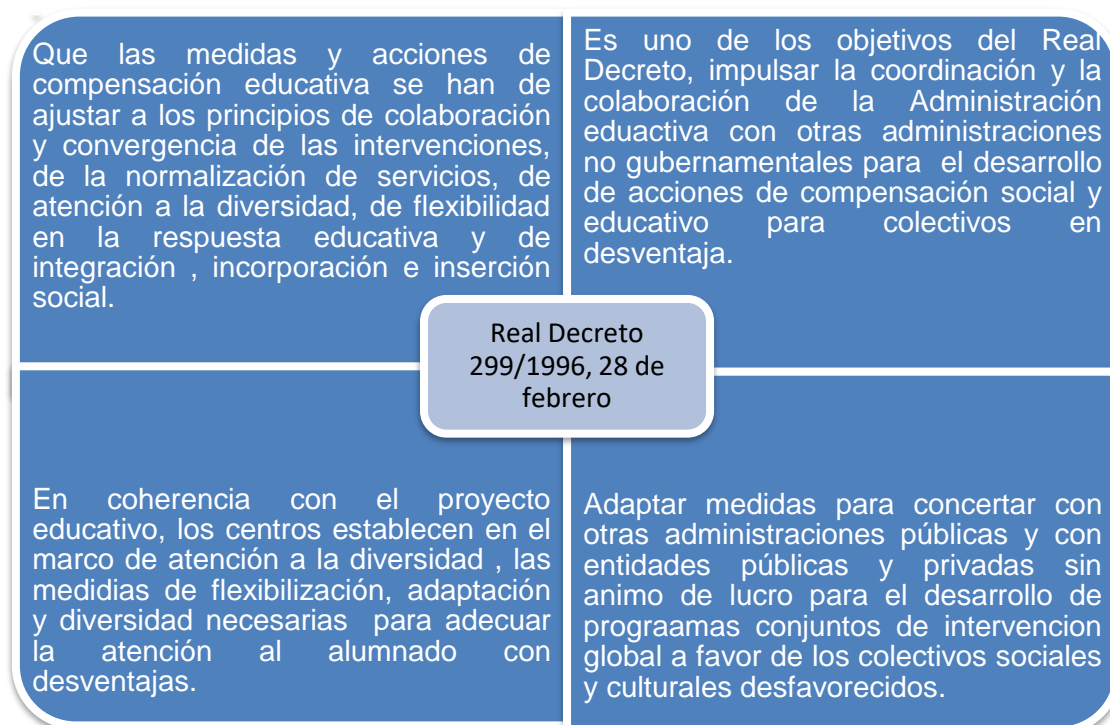 Que las medidas y acciones de
compensación educativa se han de
ajustar a los principios de colaboración
y convergencia de las intervenciones,
de la normalización de servicios, de
atención a la diversidad, de flexibilidad
en la respuesta educativa y de
integración , incorporación e inserción
social.
Es uno de los objetivos del Real
Decreto, impulsar la coordinación y la
colaboración de la Administración
eduactiva con otras administraciones
no gubernamentales para el desarrollo
de acciones de compensación social y
educativo para colectivos en
desventaja.
Real Decreto
299/1996, 28 de
febrero
En coherencia con el proyecto
educativo, los centros establecen en el
marco de atención a la diversidad , las
medidias de flexibilización, adaptación
y diversidad necesarias para adecuar
la atención al alumnado con
desventajas.
Adaptar medidas para concertar con
otras administraciones públicas y con
entidades públicas y privadas sin
animo de lucro para el desarrollo de
prograamas conjuntos de intervencion
global a favor de los colectivos sociales
y culturales desfavorecidos.